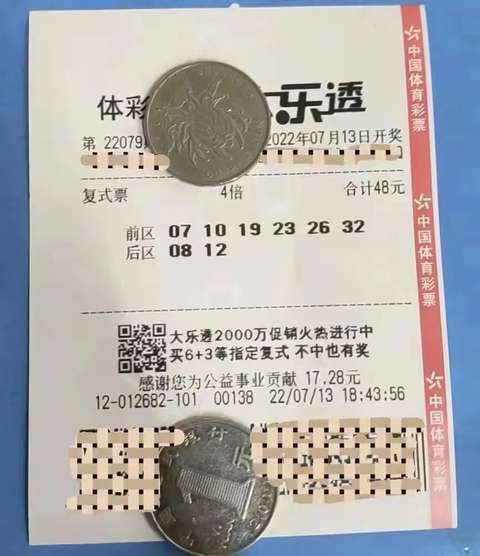 体彩 大乐透
第 22079 2022年07月13日开奖
复式票 4倍 合计48元
前区 07 10 19 23 26 32
后区 08 12
大乐透2000万促销火热进行中
买6+3等指定复式 不中也有奖
感谢您为公益事业贡献 17.28元
12-012682-101 00138 22/07/13 18:43:56
中国体育彩票
中国体育彩票
中国体育彩票
银行
1
元